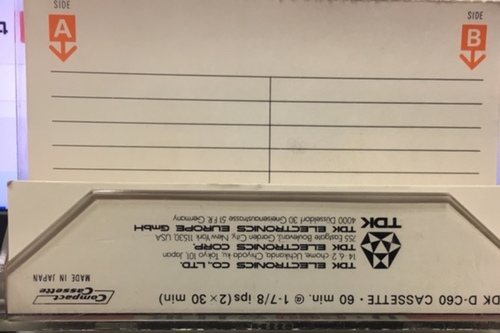 SIDE
A
SIDE
B
DK D-C60 CASSETTE · 60 min. @ 1-7/8 ips (2×30 min)
Compact
Cassette
MADE IN JAPAN
TDK
TDK ELECTRONICS CO., LTD.
14-6, 2-chome, Uchikanda, Chiyoda-ku, Tokyo 101, Japan
TDK ELECTRONICS CORP.
755 Eastgate Boulevard, Garden City, New York 11530, USA
TDK ELECTRONICS EUROPE GmbH
4000 Düsseldorf 30 Gneisenaustrasse 51 F.R. Germany